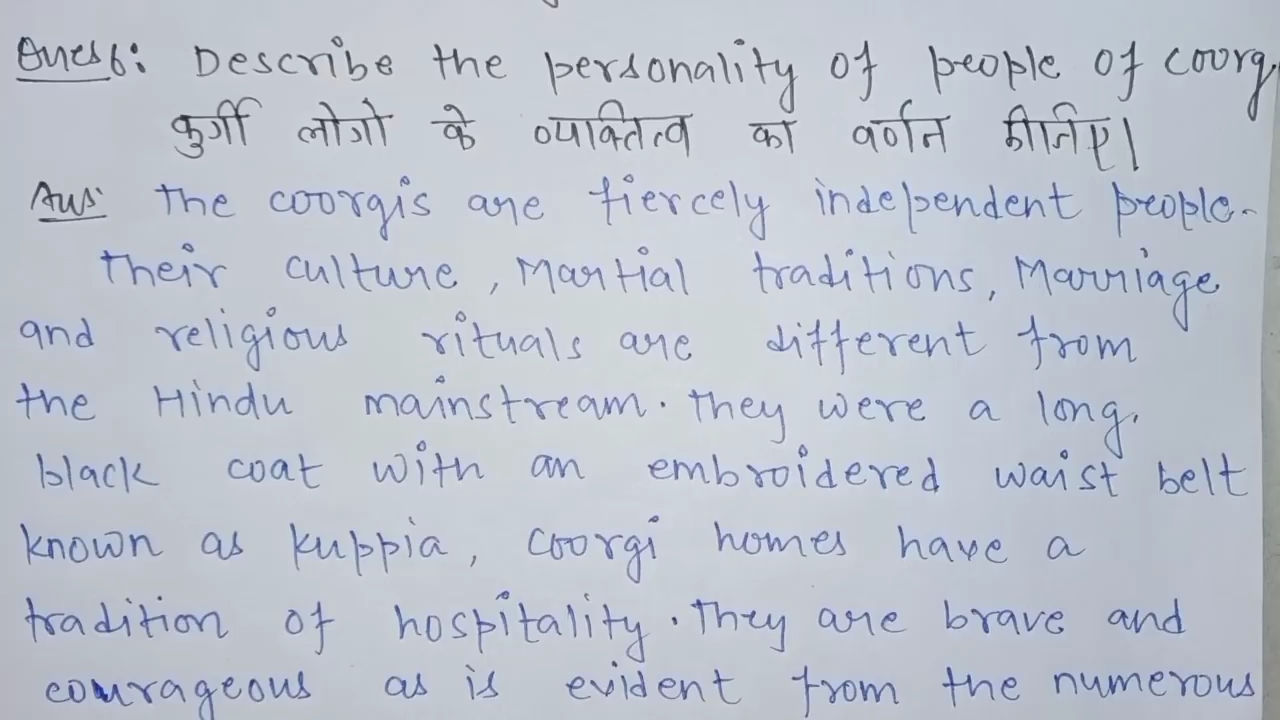 Ques6: Describe the personality of people of coorg
कुर्गी लोगो के व्यक्तित्व का वर्णन कीजिए।
Ans: The coorgis are fiercely independent people.
Their culture, Martial traditions, Marriage
and religious rituals are different from
the Hindu mainstream. They were a long,
black coat with an embroidered waist belt
known as kuppia, coorgi homes have a
tradition of hospitality. They are brave and
courageous as is evident from the numerous